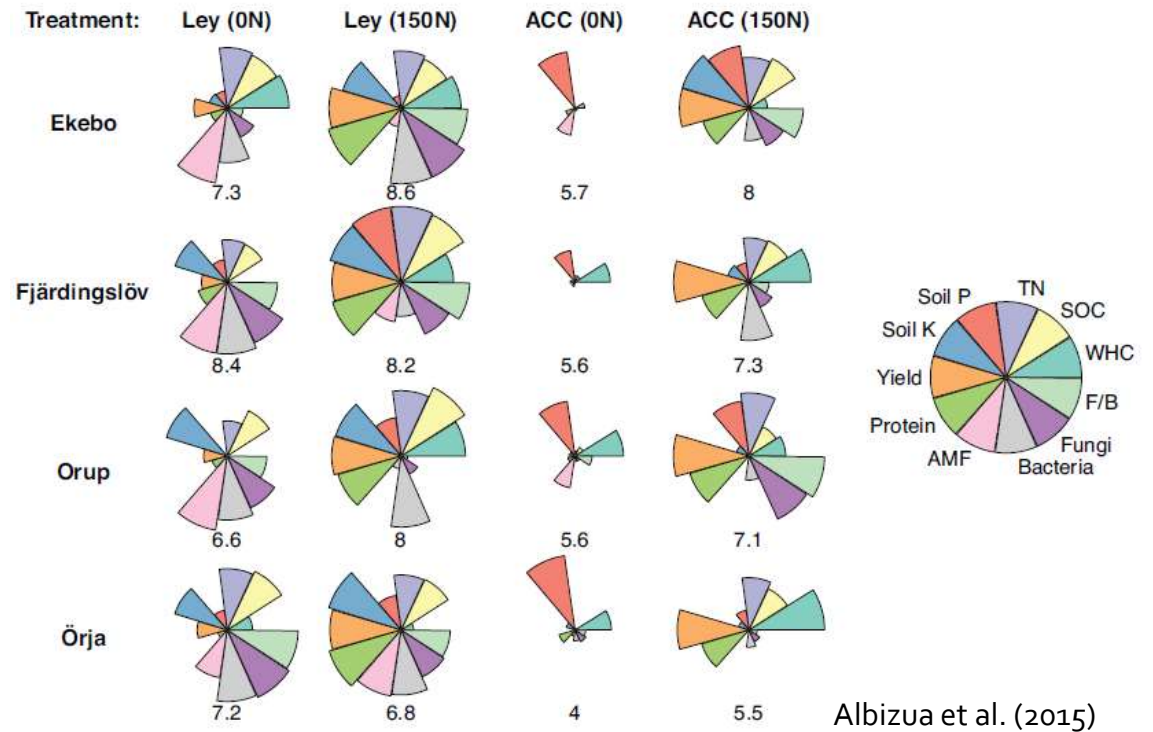 Treatment: Ley (0N) Ley (150N) ACC (0N) ACC (150N)
Ekebo
7.3 8.6 5.7 8
Fjärdingslöv
8.4 8.2 5.6 7.3
Orup
6.6 8 5.6 7.1
Örja
7.2 6.8 4 5.5
TN
Soil P
SOC
Soil K
WHC
Yield
F/B
Protein
Fungi
AMF
Bacteria
Albizua et al. (2015)